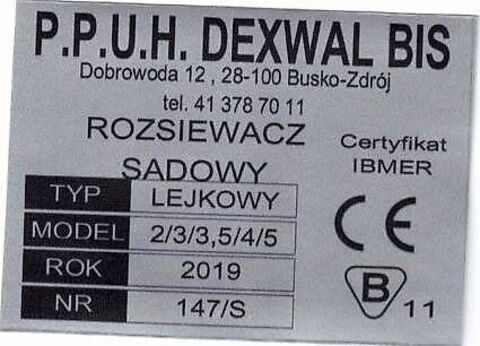 P.P.U.H. DEXWAL BIS
Dobrowoda 12 , 28-100 Busko-Zdrój
tel. 41 378 70 11
ROZSIEWACZ
SADOWY
Certyfikat
IBMER
TYP LEJKOWY
MODEL 2/3/3,5/4/5
ROK 2019
NR 147/S
CE
B 11